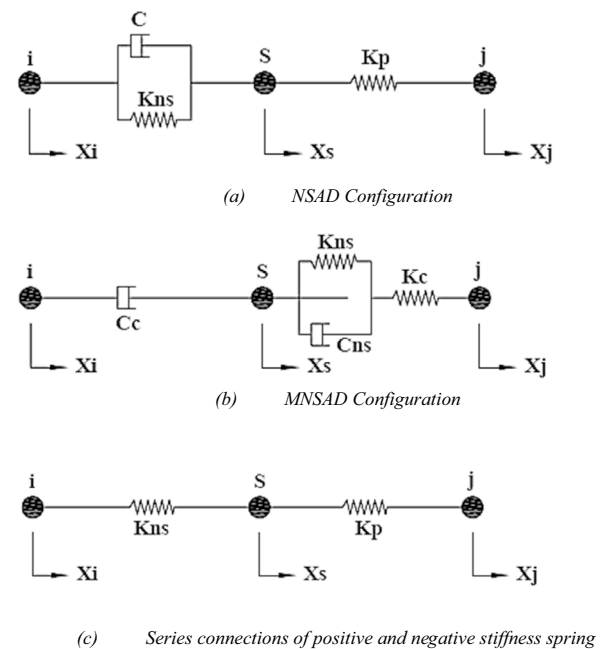 C
i S j
Kp
Kns
Xi Xs Xj
(a) NSAD Configuration
Kns
i S Kc j
Cc Cns
Xi Xs Xj
(b) MNSAD Configuration
i S j
Kns Kp
Xi Xs Xj
(c) Series connections of positive and negative stiffness spring